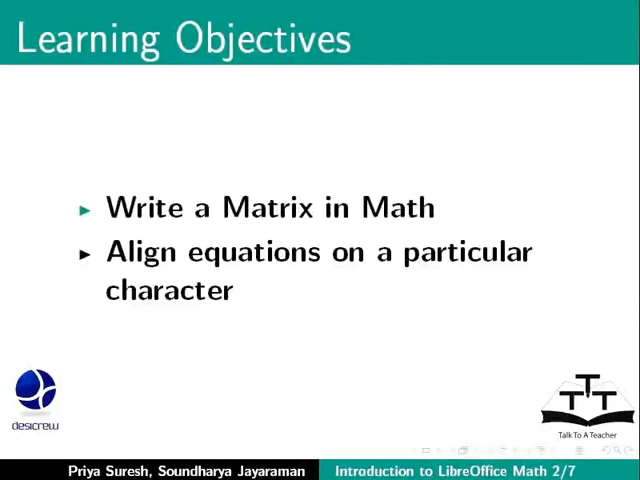 Learning Objectives
Write a Matrix in Math
Align equations on a particular
character
desicrew
T T T
Talk To A Teacher
Priya Suresh, Soundharya Jayaraman
Introduction to LibreOffice Math 2/7